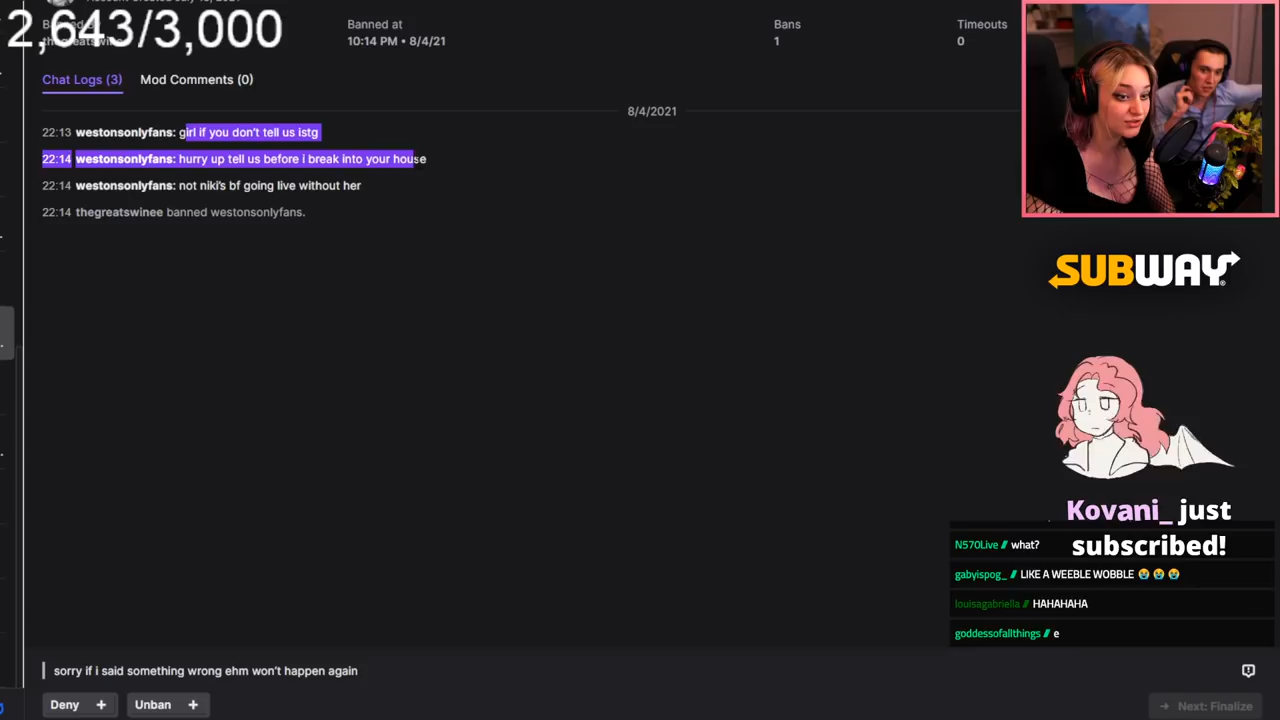 2,643/3,000
Banned at
Bans
Timeouts
10:14 PM • 8/4/21
1
0
Chat Logs (3)
Mod Comments (0)
8/4/2021
22:13 westonsonlyfans: girl if you don't tell us istg
22:14 westonsonlyfans: hurry up tell us before i break into your house
22:14 westonsonlyfans: not niki's bf going live without her
22:14 thegreatswinee banned westonsonlyfans.
SUBWAY
Kovani_ just
subscribed!
N570Live // what?
gabyispog_ // LIKE A WEEBLE WOBBLE 😭 😭 😭
louisagabriella // HAHAHAHA
goddessofallthings // e
sorry if i said something wrong ehm won't happen again
Deny +
Unban +
→ Next: Finalize